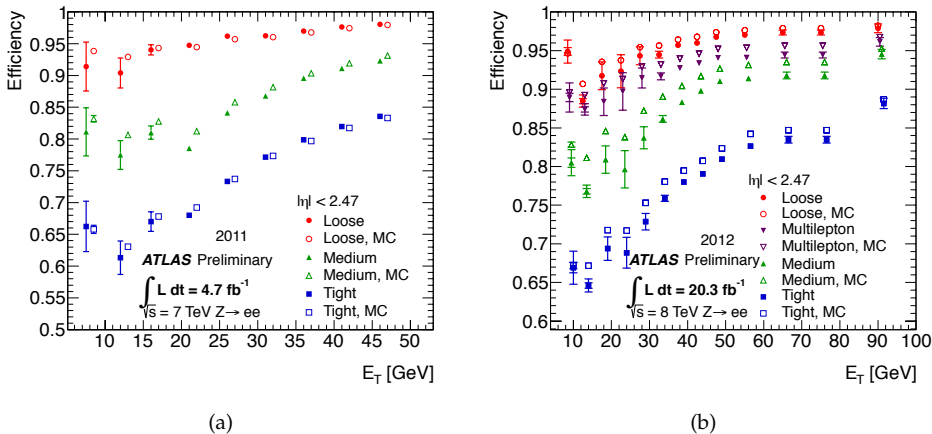 Efficiency
0.95
0.9
0.85
0.8
0.75
0.7
0.65
0.6
0.55
0.5
10 15 20 25 30 35 40 45 50
E_T [GeV]
|η| < 2.47
Loose
Loose, MC
Medium
Medium, MC
Tight
Tight, MC
2011
ATLAS Preliminary
∫ L dt = 4.7 fb⁻¹
√s = 7 TeV Z→ee
(a)
Efficiency
1
0.95
0.9
0.85
0.8
0.75
0.7
0.65
0.6
10 20 30 40 50 60 70 80 90 100
E_T [GeV]
|η| < 2.47
Loose
Loose, MC
Multilepton
Multilepton, MC
Medium
Medium, MC
Tight
Tight, MC
2012
ATLAS Preliminary
∫ L dt = 20.3 fb⁻¹
√s = 8 TeV Z→ee
(b)